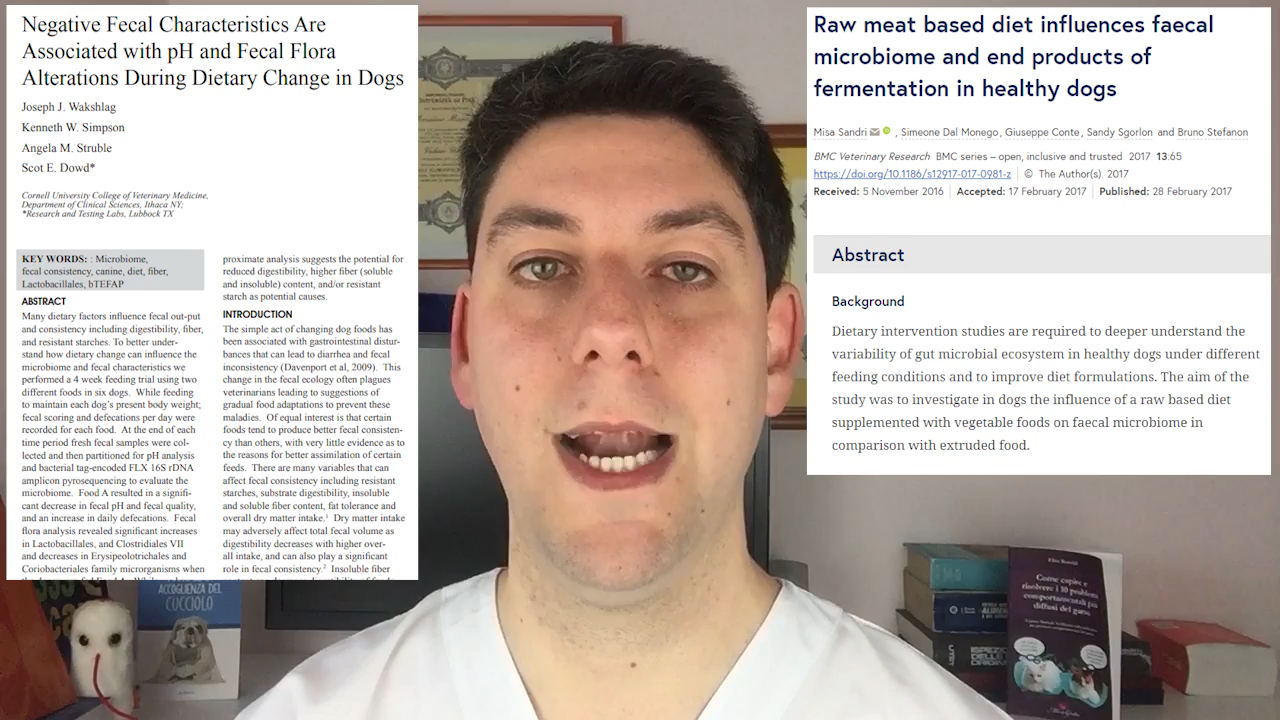 Negative Fecal Characteristics Are
Associated with pH and Fecal Flora
Alterations During Dietary Change in Dogs
Joseph J. Wakshlag
Kenneth W. Simpson
Angela M. Struble
Scot E. Dowd*
Cornell University College of Veterinary Medicine,
Department of Clinical Sciences, Ithaca NY;
*Research and Testing Labs, Lubbock TX
KEY WORDS: : Microbiome,
fecal consistency, canine, diet, fiber,
Lactobacillales, bTEFAP
ABSTRACT
Many dietary factors influence fecal out-put
and consistency including digestibility, fiber,
and resistant starches. To better under-
stand how dietary change can influence the
microbiome and fecal characteristics we
performed a 4 week feeding trial using two
different foods in six dogs. While feeding
to maintain each dog's present body weight;
fecal scoring and defecations per day were
recorded for each food. At the end of each
time period fresh fecal samples were col-
lected and then partitioned for pH analysis
and bacterial tag-encoded FLX 16S rDNA
amplicon pyrosequencing to evaluate the
microbiome. Food A resulted in a signifi-
cant decrease in fecal pH and fecal quality,
and an increase in daily defecations. Fecal
flora analysis revealed significant increases
in Lactobacillales, and Clostridiales VII
and decreases in Erysipelotrichales and
Coriobacteriales family microrganisms when
proximate analysis suggests the potential for
reduced digestibility, higher fiber (soluble
and insoluble) content, and/or resistant
starch as potential causes.
INTRODUCTION
The simple act of changing dog foods has
been associated with gastrointestinal distur-
bances that can lead to diarrhea and fecal
inconsistency (Davenport et al, 2009). This
change in the fecal ecology often plagues
veterinarians leading to suggestions of
gradual food adaptations to prevent these
maladies. Of equal interest is that certain
foods tend to produce better fecal consisten-
cy than others, with very little evidence as to
the reasons for better assimilation of certain
feeds. There are many variables that can
affect fecal consistency including resistant
starches, substrate digestibility, insoluble
and soluble fiber content, fat tolerance and
overall dry matter intake.¹ Dry matter intake
may adversely affect total fecal volume as
digestibility decreases with higher over-
all intake, and can also play a significant
role in fecal consistency.² Insoluble fiber
Raw meat based diet influences faecal
microbiome and end products of
fermentation in healthy dogs
Misa Sandri, Simeone Dal Monego, Giuseppe Conte, Sandy Sgorlon and Bruno Stefanon
BMC Veterinary Research BMC series – open, inclusive and trusted 2017 13:65
https://doi.org/10.1186/s12917-017-0981-z © The Author(s). 2017
Received: 5 November 2016 Accepted: 17 February 2017 Published: 28 February 2017
Abstract
Background
Dietary intervention studies are required to deeper understand the
variability of gut microbial ecosystem in healthy dogs under different
feeding conditions and to improve diet formulations. The aim of the
study was to investigate in dogs the influence of a raw based diet
supplemented with vegetable foods on faecal microbiome in
comparison with extruded food.
ACCOGLIENZA DEL
CUCCIOLO
Come capire e
risolvere i 10 problemi
comportamentali più
diffusi del gatto